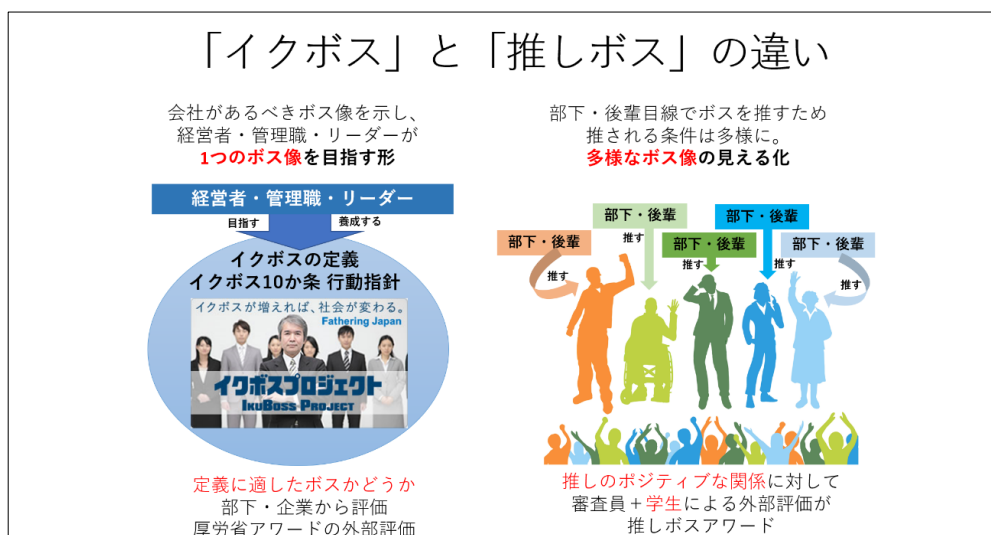 「イクボス」と「推しボス」の違い
会社があるべきボス像を示し、
経営者・管理職・リーダーが
1つのボス像を目指す形
経営者・管理職・リーダー
目指す
養成する
イクボスの定義
イクボス10か条 行動指針
イクボスが増えれば、社会が変わる。
Fathering Japan
イクボスプロジェクト
IKUBOSS PROJECT
定義に適したボスかどうか
部下・企業から評価
厚労省アワードの外部評価
部下・後輩目線でボスを推すため
推される条件は多様に。
多様なボス像の見える化
部下・後輩
推す
部下・後輩
推す
部下・後輩
推す
部下・後輩
推す
部下・後輩
推す
推しのポジティブな関係に対して
審査員＋学生による外部評価が
推しボスアワード